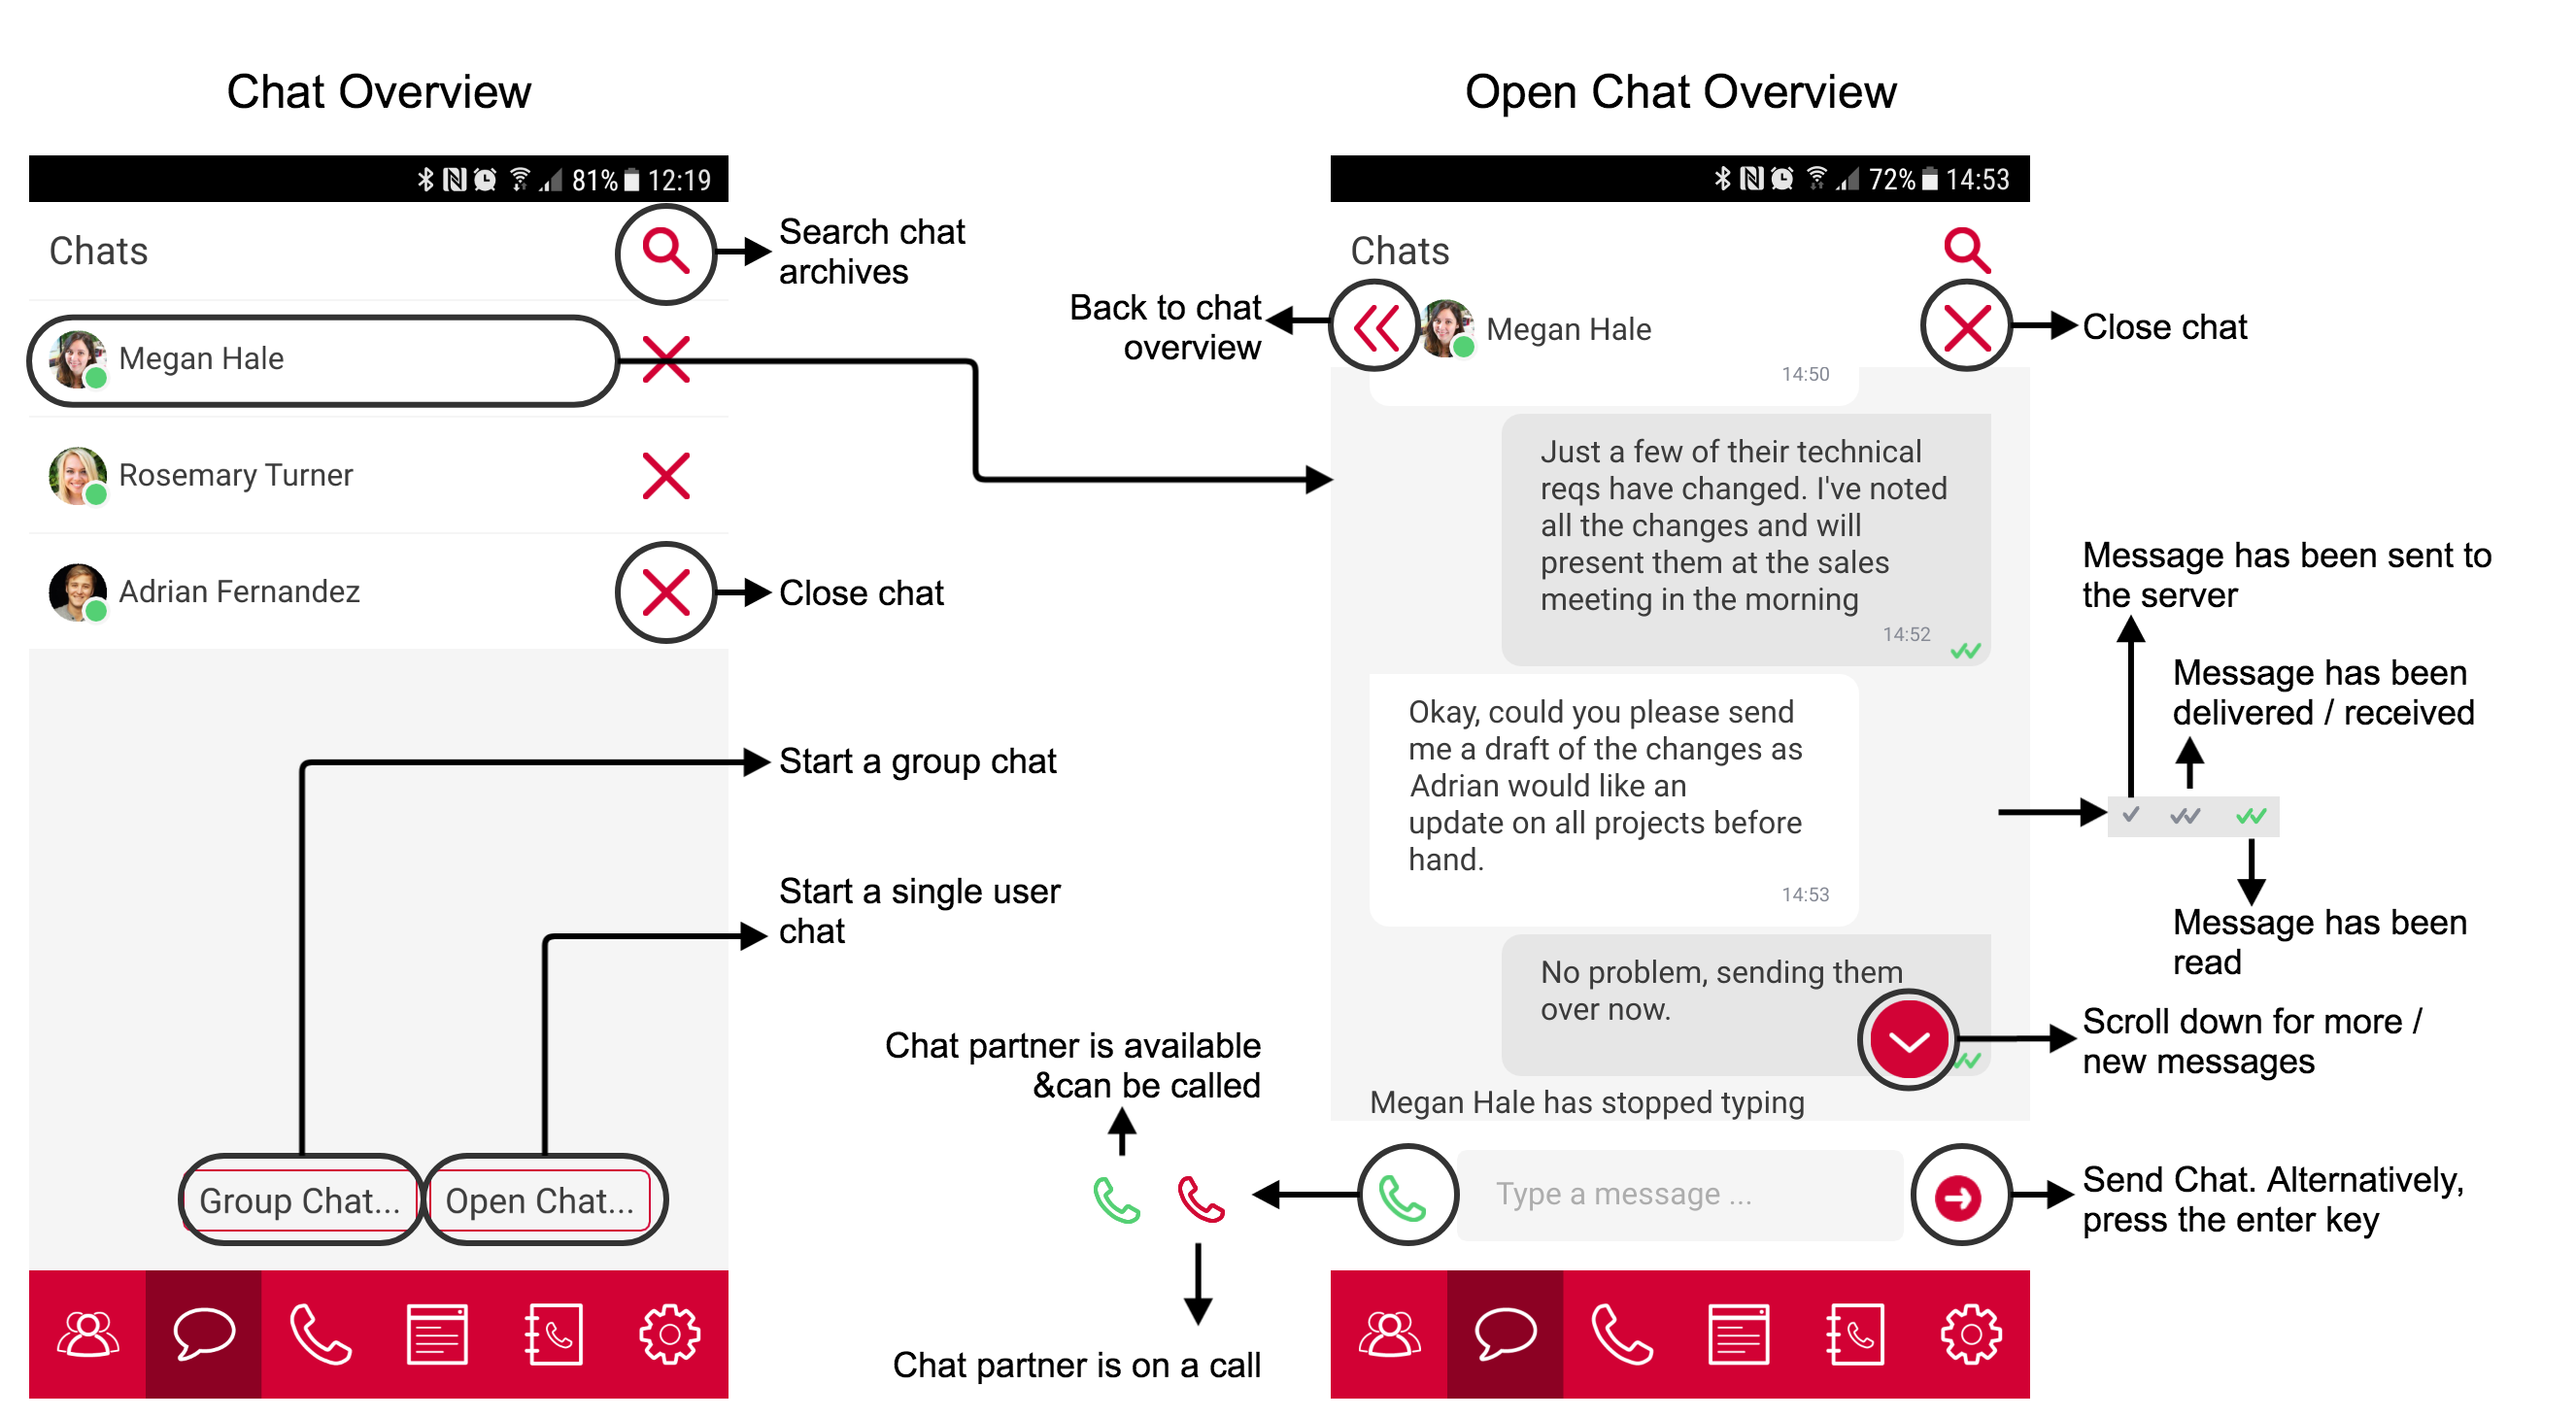 Chat Overview
81% 12:19
Chats
Search chat
archives
Megan Hale
Rosemary Turner
Adrian Fernandez
Close chat
Start a group chat
Start a single user
chat
Group Chat...
Open Chat...
Open Chat Overview
72% 14:53
Chats
Back to chat
overview
Megan Hale
Close chat
14:50
Just a few of their technical
reqs have changed. I've noted
all the changes and will
present them at the sales
meeting in the morning
14:52
Okay, could you please send
me a draft of the changes as
Adrian would like an
update on all projects before
hand.
14:53
Message has been sent to
the server
Message has been
delivered / received
Message has been
read
No problem, sending them
over now.
Scroll down for more /
new messages
Megan Hale has stopped typing
Chat partner is available
&can be called
Type a message ...
Send Chat. Alternatively,
press the enter key
Chat partner is on a call